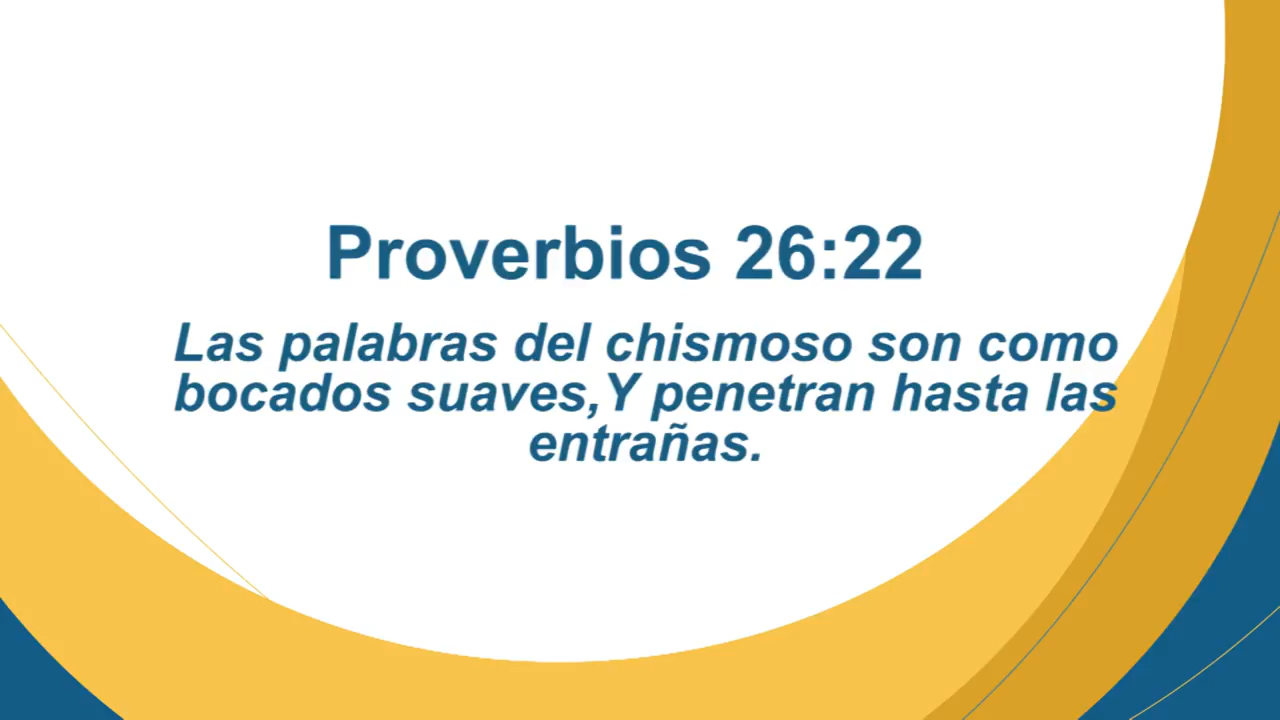 Proverbios 26:22
Las palabras del chismoso son como
bocados suaves,Y penetran hasta las
entrañas.